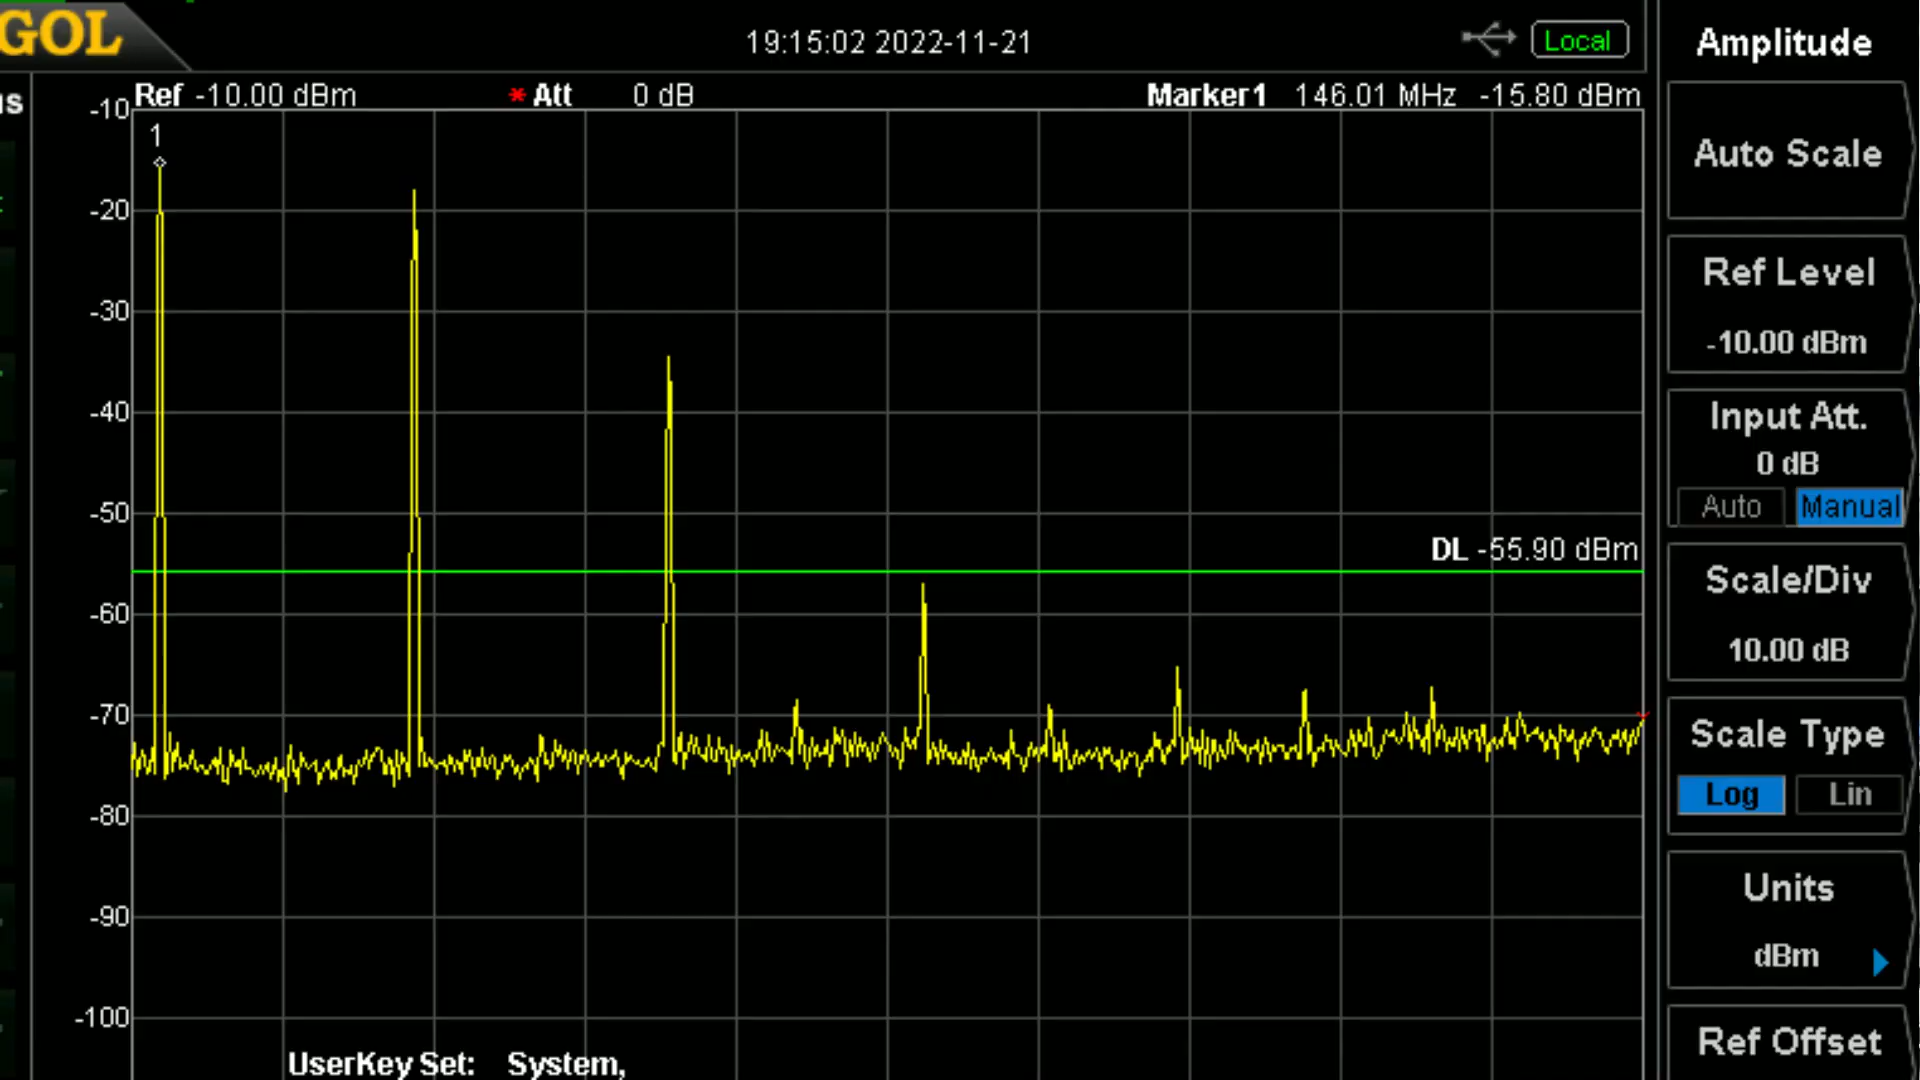 GOL
19:15:02 2022-11-21
Local
Amplitude
Ref -10.00 dBm
* Att 0 dB
Marker1 146.01 MHz -15.80 dBm
1
-10
-20
-30
-40
-50
-60
-70
-80
-90
-100
DL -55.90 dBm
UserKey Set: System,
Auto Scale
Ref Level
-10.00 dBm
Input Att.
0 dB
Auto Manual
Scale/Div
10.00 dB
Scale Type
Log Lin
Units
dBm
Ref Offset